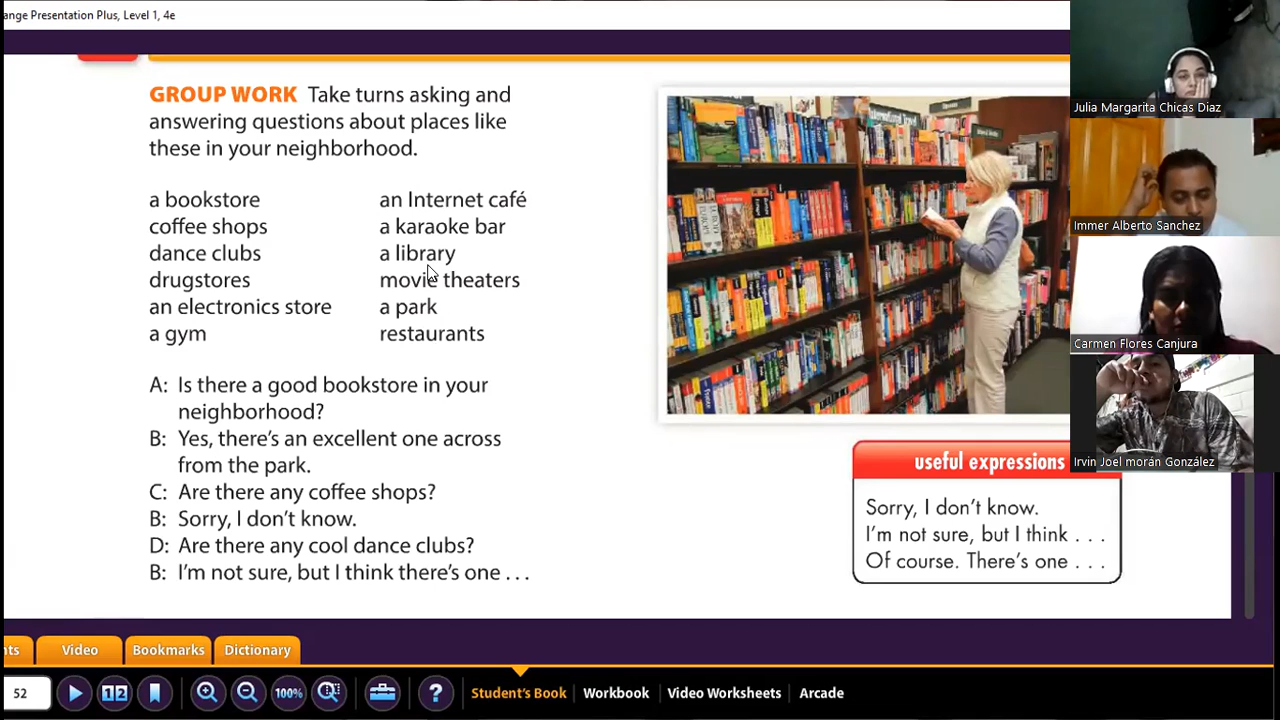 ange Presentation Plus, Level 1, 4e
GROUP WORK Take turns asking and
answering questions about places like
these in your neighborhood.
a bookstore
coffee shops
dance clubs
drugstores
an electronics store
a gym
an Internet café
a karaoke bar
a library
movie theaters
a park
restaurants
A: Is there a good bookstore in your
neighborhood?
B: Yes, there's an excellent one across
from the park.
C: Are there any coffee shops?
B: Sorry, I don't know.
D: Are there any cool dance clubs?
B: I'm not sure, but I think there's one . . .
International Travel
useful expressions
Sorry, I don't know.
I'm not sure, but I think . . .
Of course. There's one . . .
Julia Margarita Chicas Diaz
Immer Alberto Sanchez
Carmen Flores Canjura
Irvin Joel morán González
nts
Video
Bookmarks
Dictionary
52
1 2
100%
?
Student's Book
Workbook
Video Worksheets
Arcade